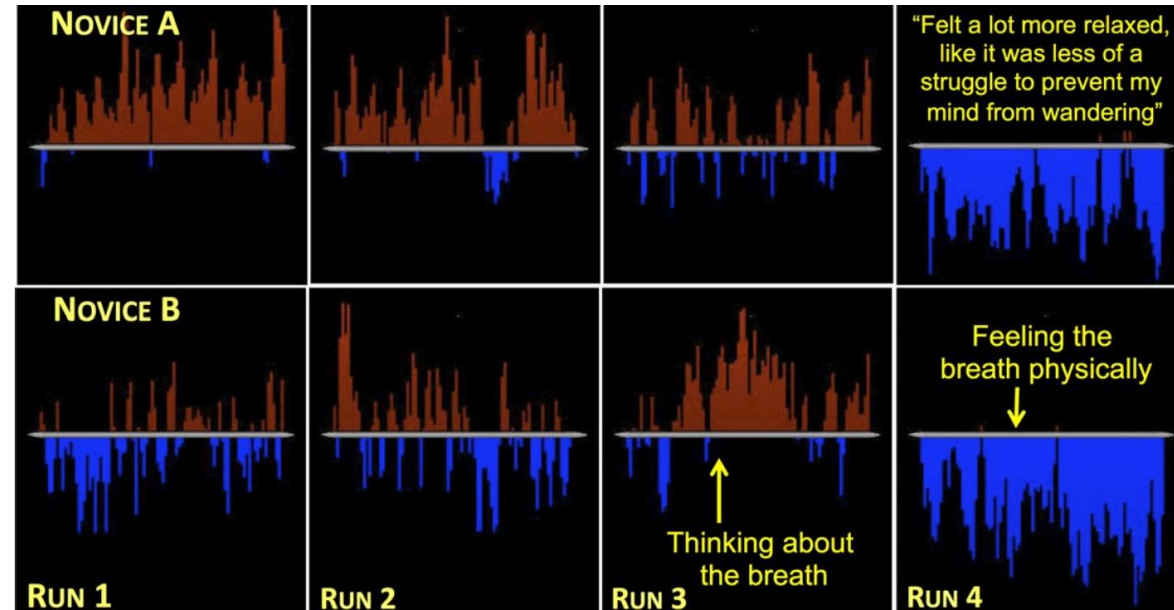 NOVICE A
“Felt a lot more relaxed,
like it was less of a
struggle to prevent my
mind from wandering”
NOVICE B
Feeling the
breath physically
Thinking about
the breath
RUN 1
RUN 2
RUN 3
RUN 4